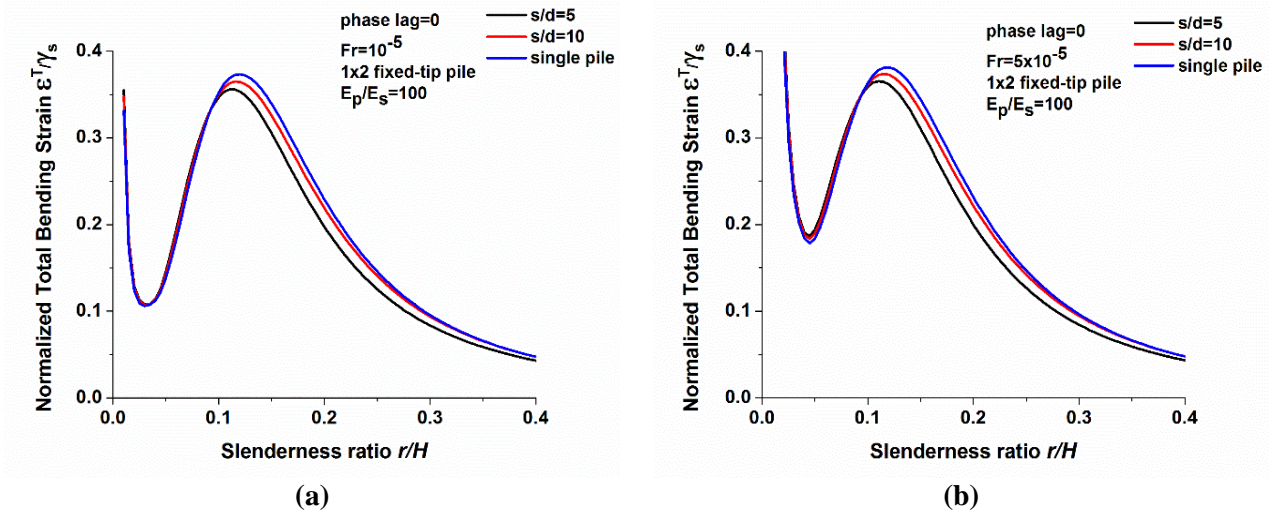 phase lag=0
Fr=10⁻⁵
1x2 fixed-tip pile
Eₚ/Eₛ=100
s/d=5
s/d=10
single pile
Normalized Total Bending Strain εᵀ/γₛ
0.4
0.3
0.2
0.1
0.0
0.0 0.1 0.2 0.3 0.4
Slenderness ratio r/H
(a)
phase lag=0
Fr=5x10⁻⁵
1x2 fixed-tip pile
Eₚ/Eₛ=100
s/d=5
s/d=10
single pile
Normalized Total Bending Strain εᵀ/γₛ
0.4
0.3
0.2
0.1
0.0
0.0 0.1 0.2 0.3 0.4
Slenderness ratio r/H
(b)